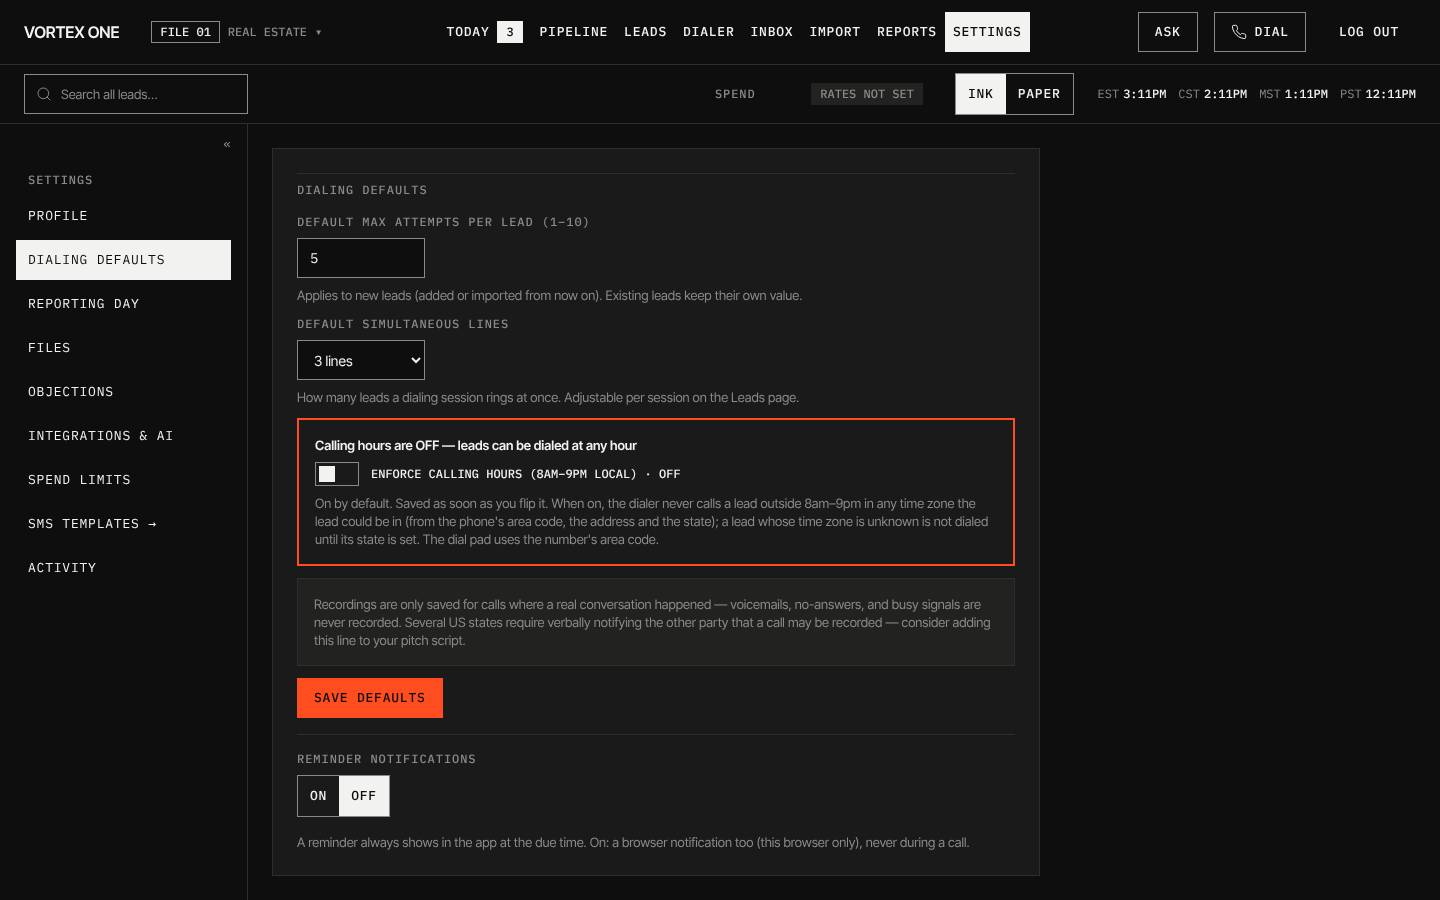 VORTEX ONE
FILE 01 REAL ESTATE ▾
TODAY 3 PIPELINE LEADS DIALER INBOX IMPORT REPORTS SETTINGS
ASK DIAL LOG OUT
Search all leads...
SPEND RATES NOT SET INK PAPER EST 3:11PM CST 2:11PM MST 1:11PM PST 12:11PM
«
SETTINGS
PROFILE
DIALING DEFAULTS
REPORTING DAY
FILES
OBJECTIONS
INTEGRATIONS & AI
SPEND LIMITS
SMS TEMPLATES →
ACTIVITY
DIALING DEFAULTS
DEFAULT MAX ATTEMPTS PER LEAD (1–10)
5
Applies to new leads (added or imported from now on). Existing leads keep their own value.
DEFAULT SIMULTANEOUS LINES
3 lines
How many leads a dialing session rings at once. Adjustable per session on the Leads page.
Calling hours are OFF — leads can be dialed at any hour
ENFORCE CALLING HOURS (8AM–9PM LOCAL) · OFF
On by default. Saved as soon as you flip it. When on, the dialer never calls a lead outside 8am–9pm in any time zone the
lead could be in (from the phone's area code, the address and the state); a lead whose time zone is unknown is not dialed
until its state is set. The dial pad uses the number's area code.
Recordings are only saved for calls where a real conversation happened — voicemails, no-answers, and busy signals are
never recorded. Several US states require verbally notifying the other party that a call may be recorded — consider adding
this line to your pitch script.
SAVE DEFAULTS
REMINDER NOTIFICATIONS
ON OFF
A reminder always shows in the app at the due time. On: a browser notification too (this browser only), never during a call.